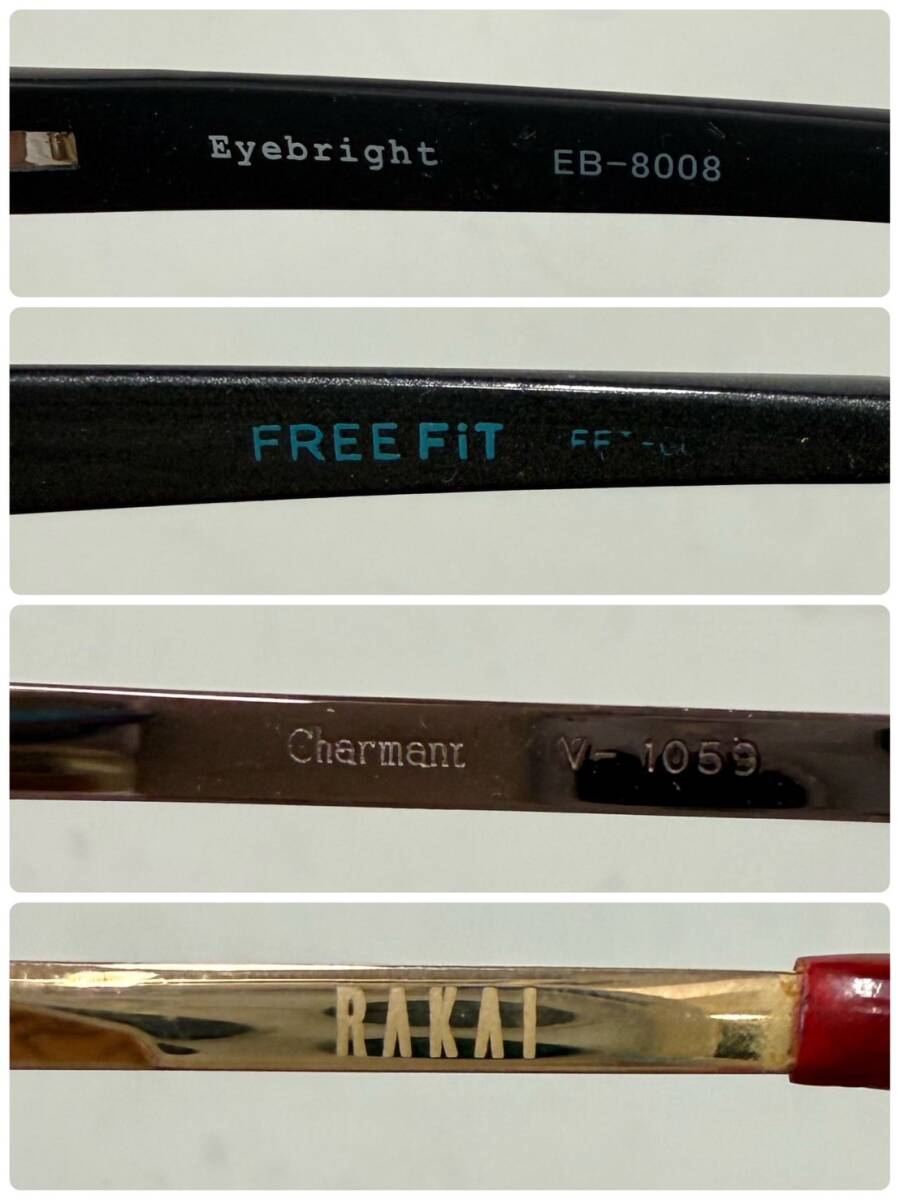 Eyebright EB-8008
FREE FiT
Charmant V-1059
RAKAI